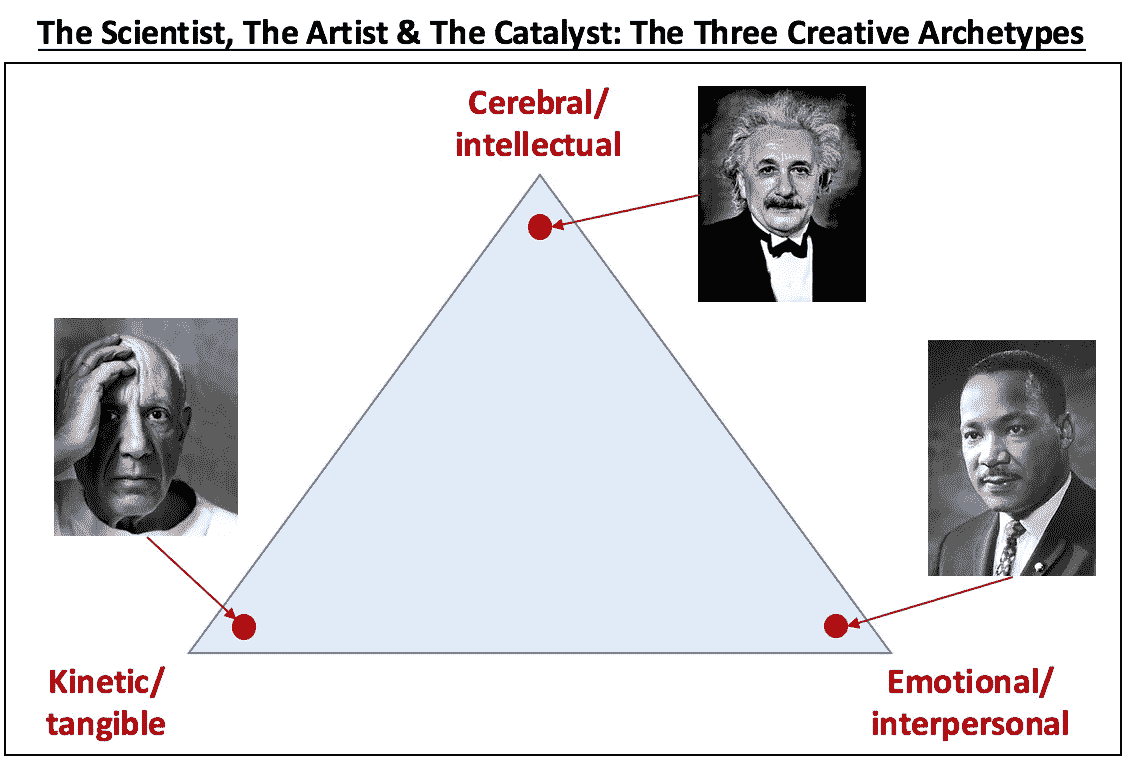 The Scientist, The Artist & The Catalyst: The Three Creative Archetypes
Cerebral/
intellectual
Kinetic/
tangible
Emotional/
interpersonal